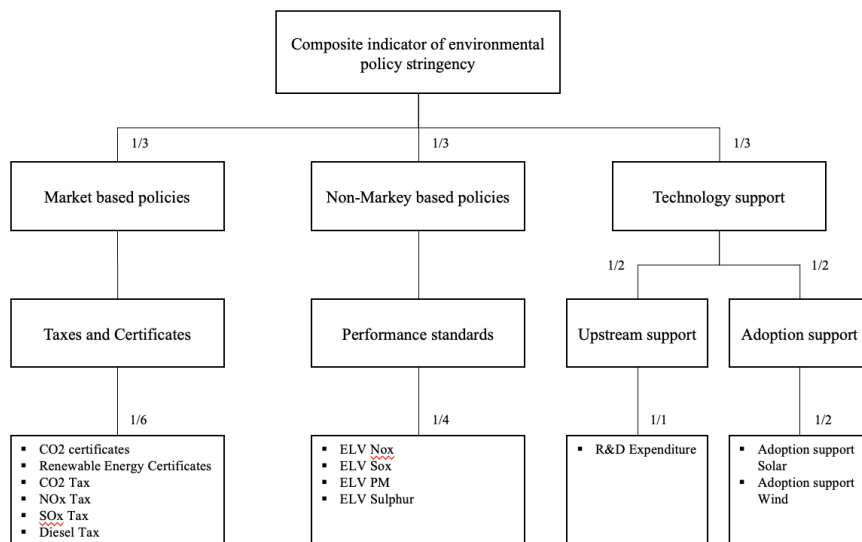 Composite indicator of environmental
policy stringency
1/3
1/3
1/3
Market based policies
Non-Markey based policies
Technology support
1/2
1/2
Taxes and Certificates
Performance standards
Upstream support
Adoption support
1/6
1/4
1/1
1/2
▪ CO2 certificates
▪ Renewable Energy Certificates
▪ CO2 Tax
▪ NOx Tax
▪ SOx Tax
▪ Diesel Tax
▪ ELV Nox
▪ ELV Sox
▪ ELV PM
▪ ELV Sulphur
▪ R&D Expenditure
▪ Adoption support
Solar
▪ Adoption support
Wind